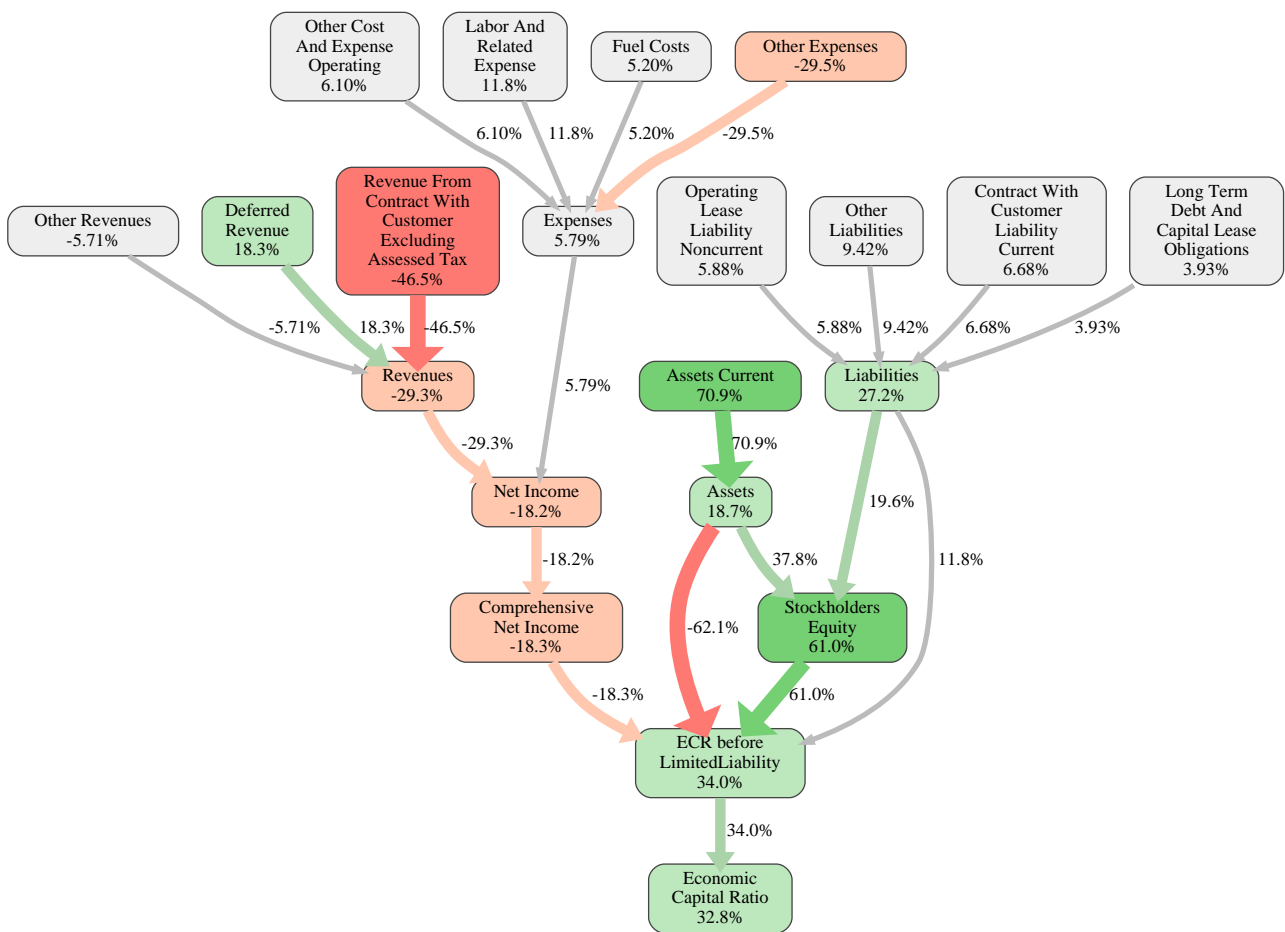 Other Cost
And Expense
Operating
6.10%
Labor And
Related
Expense
11.8%
Fuel Costs
5.20%
Other Expenses
-29.5%
6.10%
11.8%
5.20%
-29.5%
Other Revenues
-5.71%
Deferred
Revenue
18.3%
Revenue From
Contract With
Customer
Excluding
Assessed Tax
-46.5%
Expenses
5.79%
Operating
Lease
Liability
Noncurrent
5.88%
Other
Liabilities
9.42%
Contract With
Customer
Liability
Current
6.68%
Long Term
Debt And
Capital Lease
Obligations
3.93%
-5.71%
18.3%
-46.5%
5.88%
9.42%
6.68%
3.93%
Revenues
-29.3%
5.79%
Assets Current
70.9%
Liabilities
27.2%
-29.3%
70.9%
Net Income
-18.2%
Assets
18.7%
19.6%
-18.2%
37.8%
11.8%
Comprehensive
Net Income
-18.3%
-62.1%
Stockholders
Equity
61.0%
-18.3%
61.0%
ECR before
LimitedLiability
34.0%
34.0%
Economic
Capital Ratio
32.8%